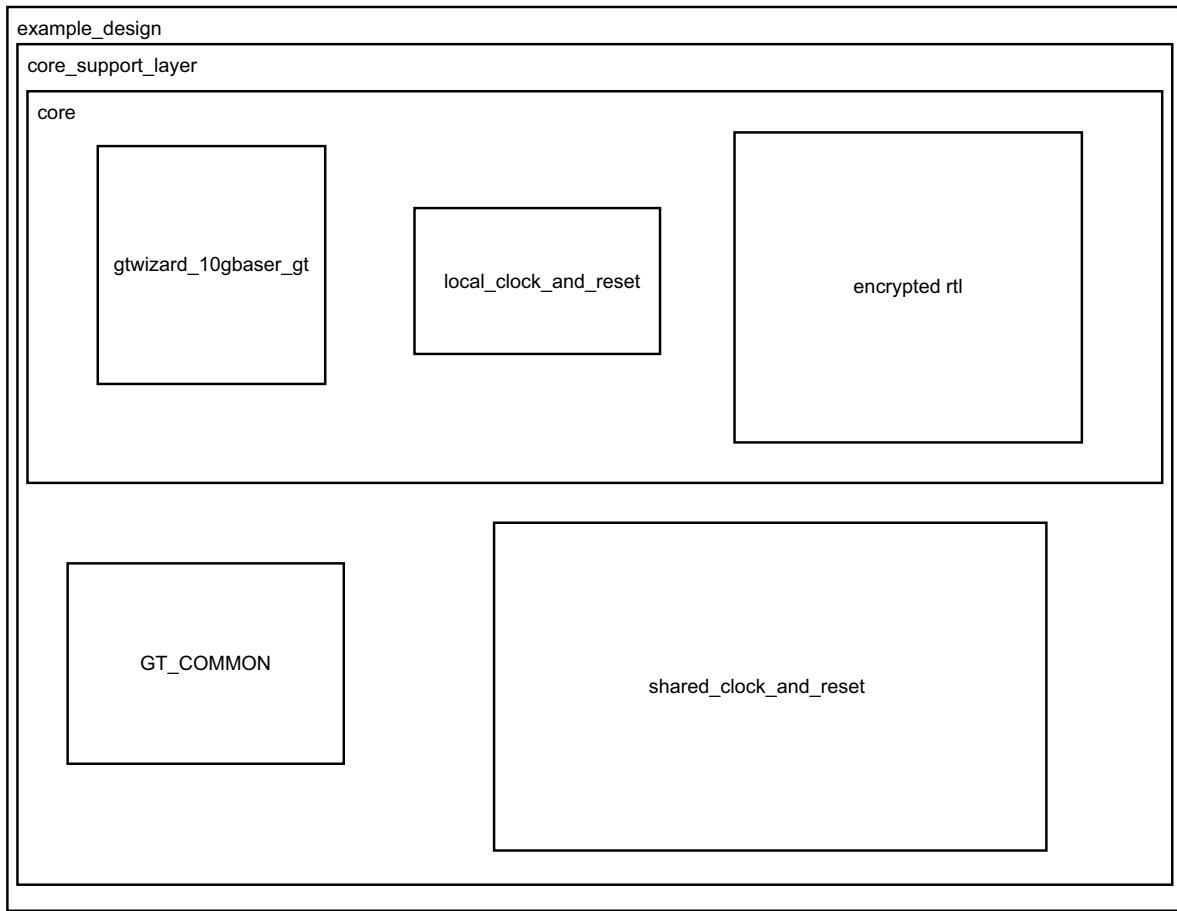 example_design
core_support_layer
core
gtwizard_10gbaser_gt
local_clock_and_reset
encrypted rtl
GT_COMMON
shared_clock_and_reset